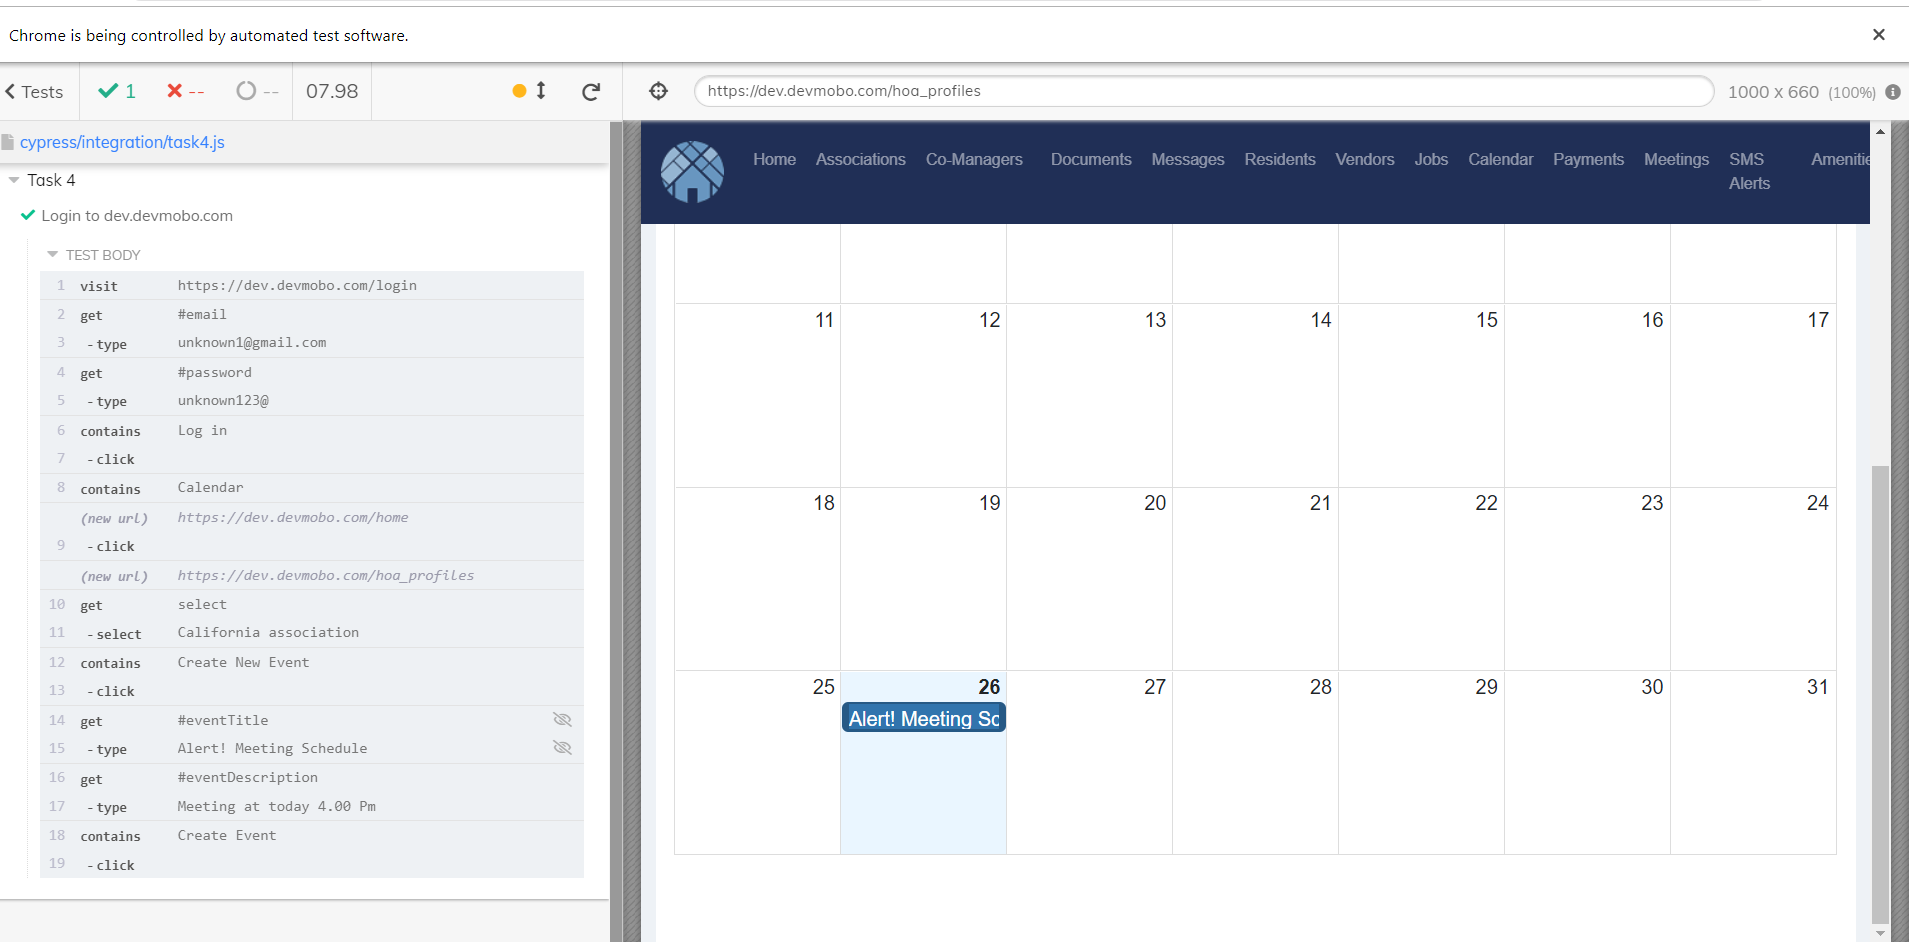 Chrome is being controlled by automated test software.
Tests 1 -- -- 07.98
https://dev.devmobo.com/hoa_profiles 1000 x 660 (100%)
cypress/integration/task4.js
Task 4
Login to dev.devmobo.com
TEST BODY
1 visit https://dev.devmobo.com/login
2 get #email
3 -type unknown1@gmail.com
4 get #password
5 -type unknown123@
6 contains Log in
7 -click
8 contains Calendar
(new url) https://dev.devmobo.com/home
9 -click
(new url) https://dev.devmobo.com/hoa_profiles
10 get select
11 -select California association
12 contains Create New Event
13 -click
14 get #eventTitle
15 -type Alert! Meeting Schedule
16 get #eventDescription
17 -type Meeting at today 4.00 Pm
18 contains Create Event
19 -click
Home Associations Co-Managers Documents Messages Residents Vendors Jobs Calendar Payments Meetings SMS Alerts Amenitie
11 12 13 14 15 16 17
18 19 20 21 22 23 24
25 26 27 28 29 30 31
Alert! Meeting Sc